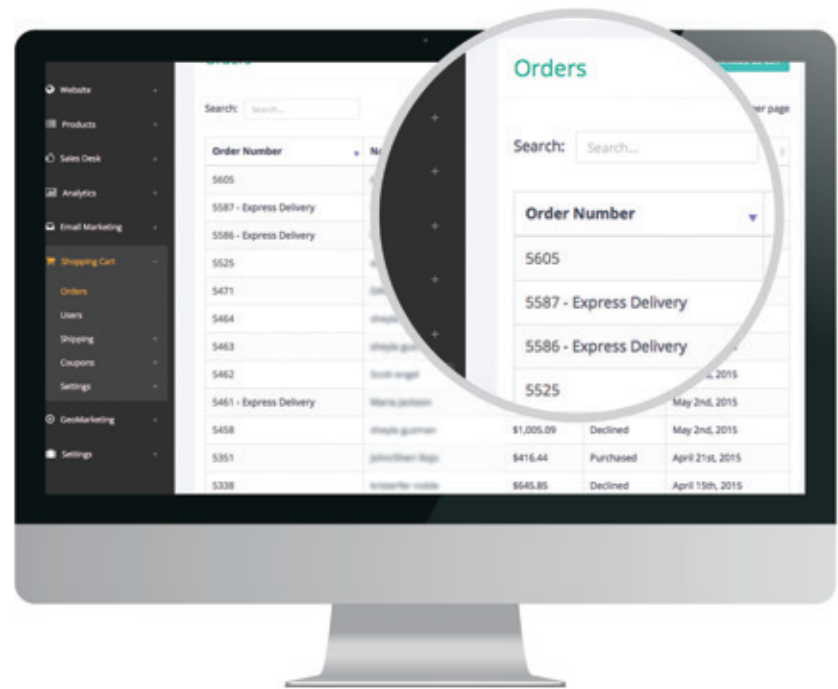 Website
Products
Sales Desk
Analytics
Email Marketing
Shopping Cart
Orders
Users
Shipping
Coupons
Settings
GeoMarketing
Settings
Search: Search...
Order Number
5605
5587 - Express Delivery
5586 - Express Delivery
5525
5471
5464
5463
5462 2015
5461 - Express Delivery May 2nd, 2015
5458 $1,005.09 Declined May 2nd, 2015
5351 $416.44 Purchased April 21st, 2015
5338 $645.85 Declined April 15th, 2015
Orders
per page
Search: Search...
Order Number
5605
5587 - Express Delivery
5586 - Express Delivery
5525